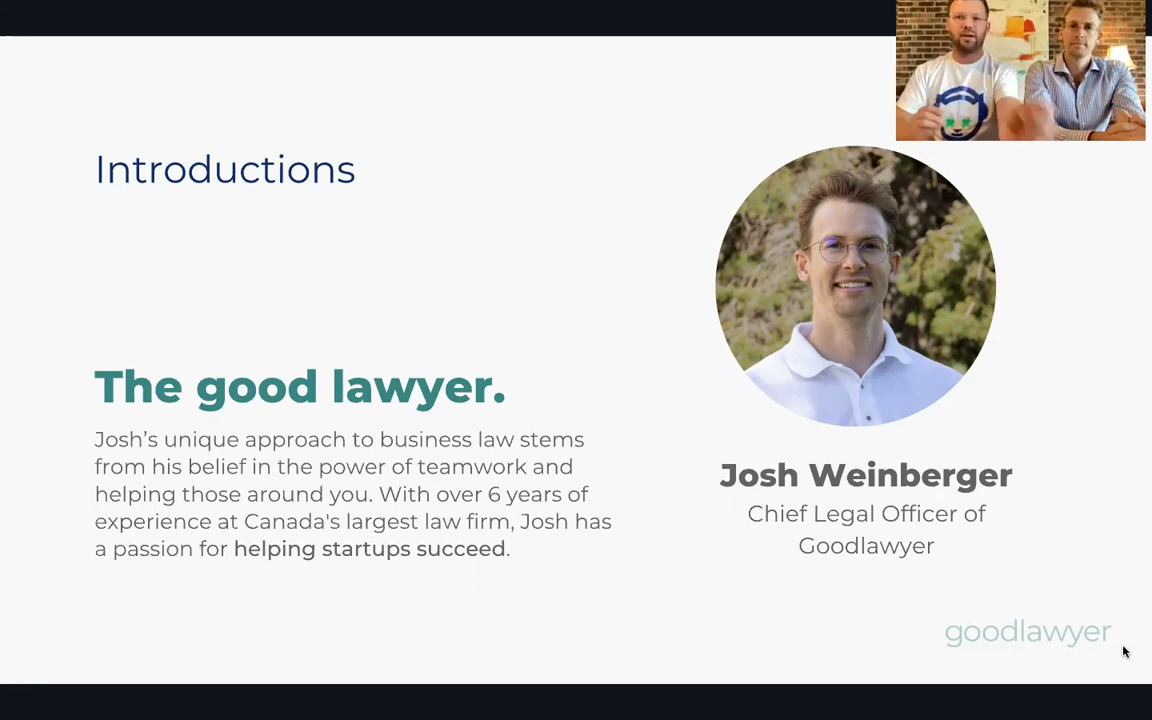 Introductions
The good lawyer.
Josh's unique approach to business law stems
from his belief in the power of teamwork and
helping those around you. With over 6 years of
experience at Canada's largest law firm, Josh has
a passion for helping startups succeed.
Josh Weinberger
Chief Legal Officer of
Goodlawyer
goodlawyer